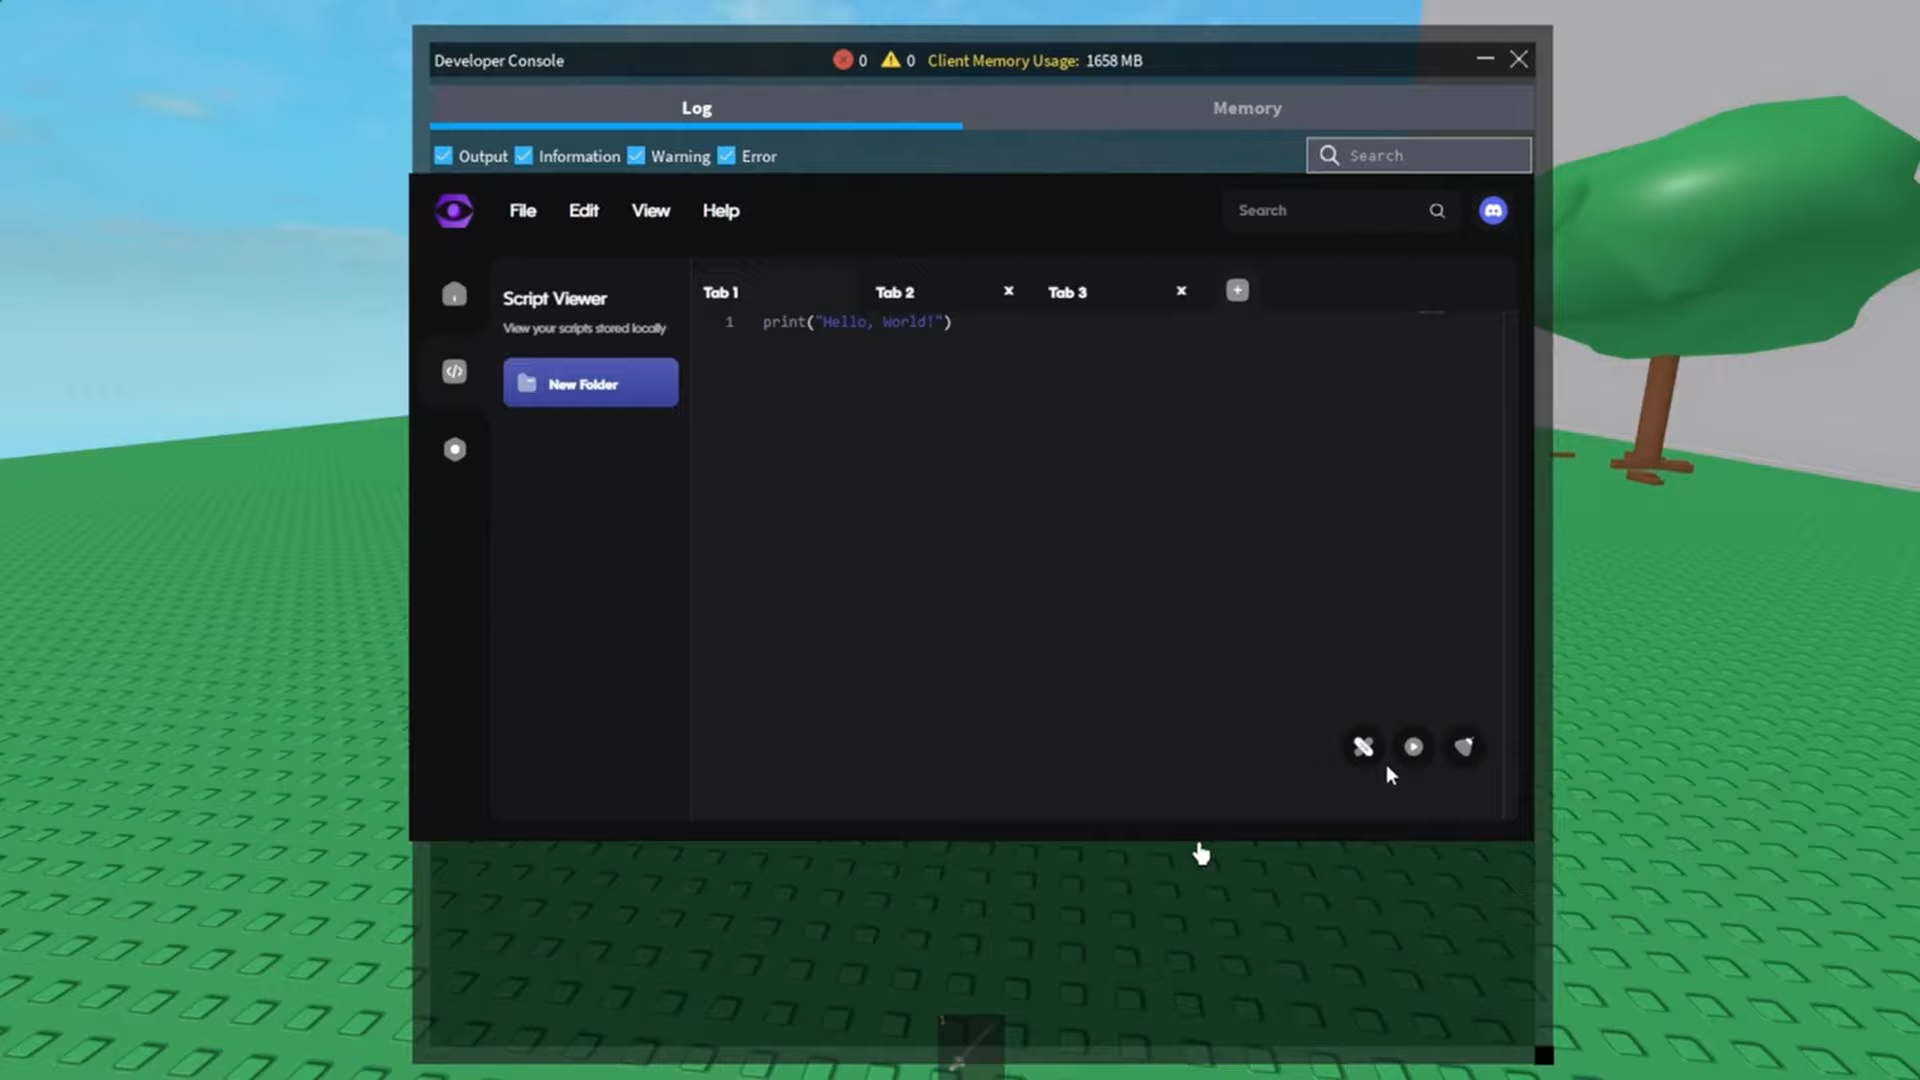 Developer Console
0 0 Client Memory Usage: 1658 MB
Log Memory
Output Information Warning Error
Search
File Edit View Help
Search
Script Viewer
View your scripts stored locally
New Folder
Tab 1 Tab 2 x Tab 3 x +
1 print("Hello, World!")
1